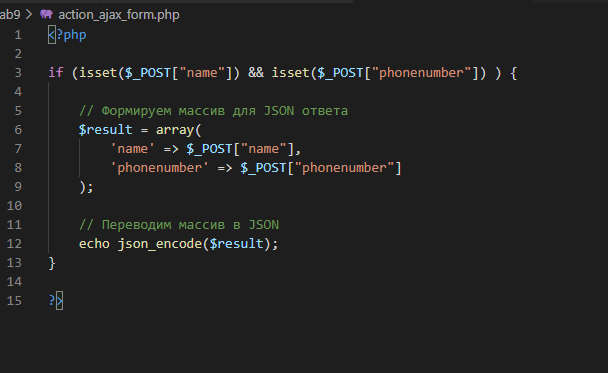 ab9 > action_ajax_form.php
1 <?php
2
3 if (isset($_POST["name"]) && isset($_POST["phonenumber"]) ) {
4
5 // Формируем массив для JSON ответа
6 $result = array(
7 'name' => $_POST["name"],
8 'phonenumber' => $_POST["phonenumber"]
9 );
10
11 // Переводим массив в JSON
12 echo json_encode($result);
13 }
14
15 ?>